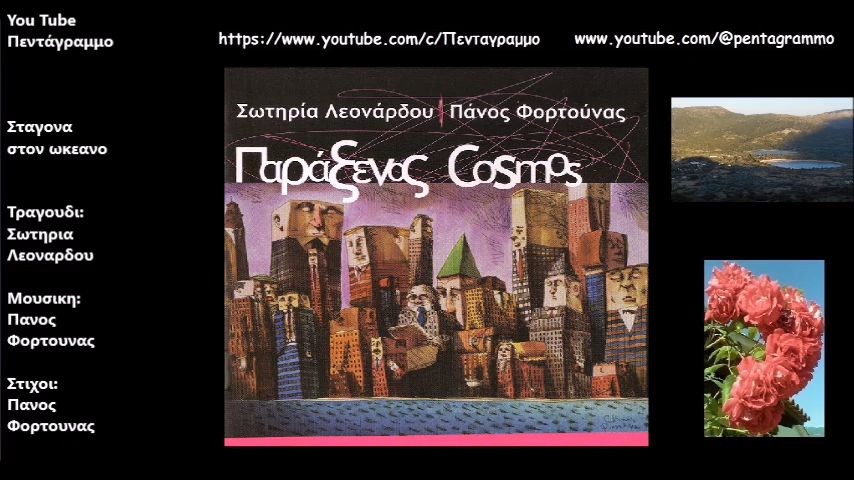 You Tube
Πεντάγραμμο
https://www.youtube.com/c/Πενταγραμμο
www.youtube.com/@pentagrammo
Σταγονα
στον ωκεανο
Τραγουδι:
Σωτηρια
Λεοναρδου
Μουσικη:
Πανος
Φορτουνας
Στιχοι:
Πανος
Φορτουνας
Σωτηρία Λεονάρδου | Πάνος Φορτούνας
Παράξενος Cosmos